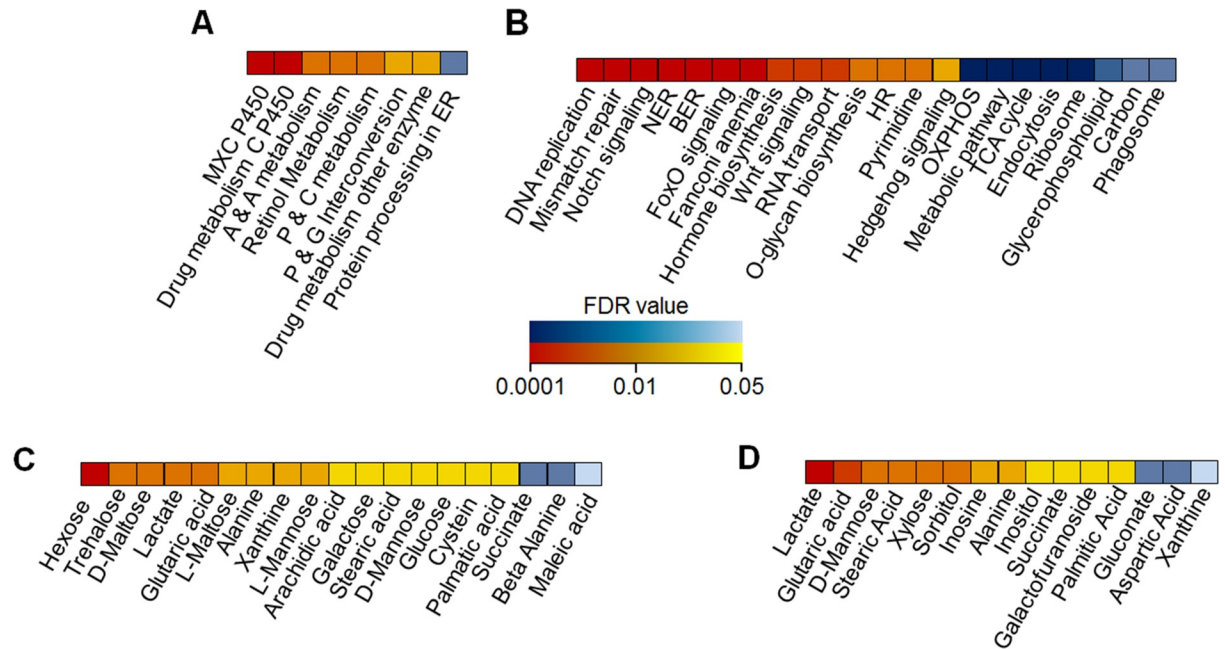 A
MXC P450
Drug metabolism C P450
A & A metabolism
Retinol Metabolism
P & C metabolism
P & G Interconversion
Drug metabolism other enzyme
Protein processing in ER
B
DNA replication
Mismatch repair
Notch signaling
NER
BER
FoxO signaling
Fanconi anemia
Hormone biosynthesis
Wnt signaling
RNA transport
O-glycan biosynthesis
HR
Pyrimidine
Hedgehog signaling
OXPHOS
Metabolic pathway
TCA cycle
Endocytosis
Ribosome
Glycerophospholipid
Carbon
Phagosome
FDR value
0.0001 0.01 0.05
C
Hexose
Trehalose
D-Maltose
Lactate
Glutaric acid
L-Maltose
Alanine
Xanthine
L-Mannose
Arachidic acid
Galactose
Stearic acid
D-Mannose
Glucose
Cystein
Palmatic acid
Succinate
Beta Alanine
Maleic acid
D
Lactate
Glutaric acid
D-Mannose
Stearic Acid
Xylose
Sorbitol
Inosine
Alanine
Inositol
Succinate
Galactofuranoside
Palmitic Acid
Gluconate
Aspartic Acid
Xanthine